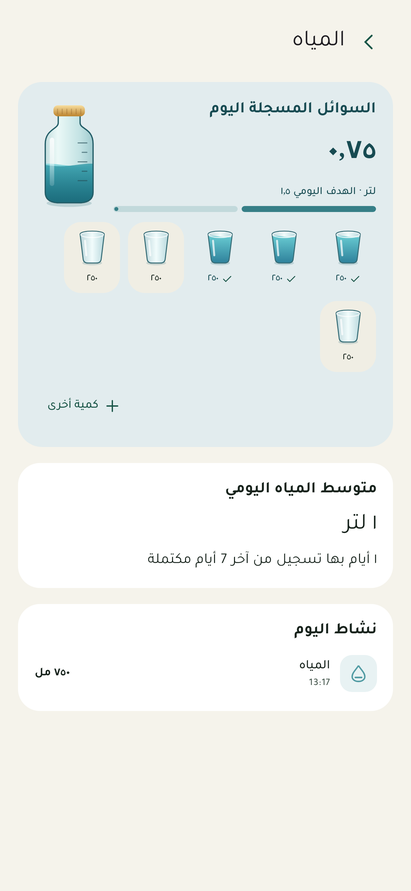 المياه
السوائل المسجلة اليوم
٠,٧٥
لتر · الهدف اليومي ١٫٥
٢٥٠ ٢٥٠ ٢٥٠ ٢٥٠ ٢٥٠
٢٥٠
كمية أخرى
متوسط المياه اليومي
١ لتر
١ أيام بها تسجيل من آخر 7 أيام مكتملة
نشاط اليوم
المياه
13:17
٧٥٠ مل